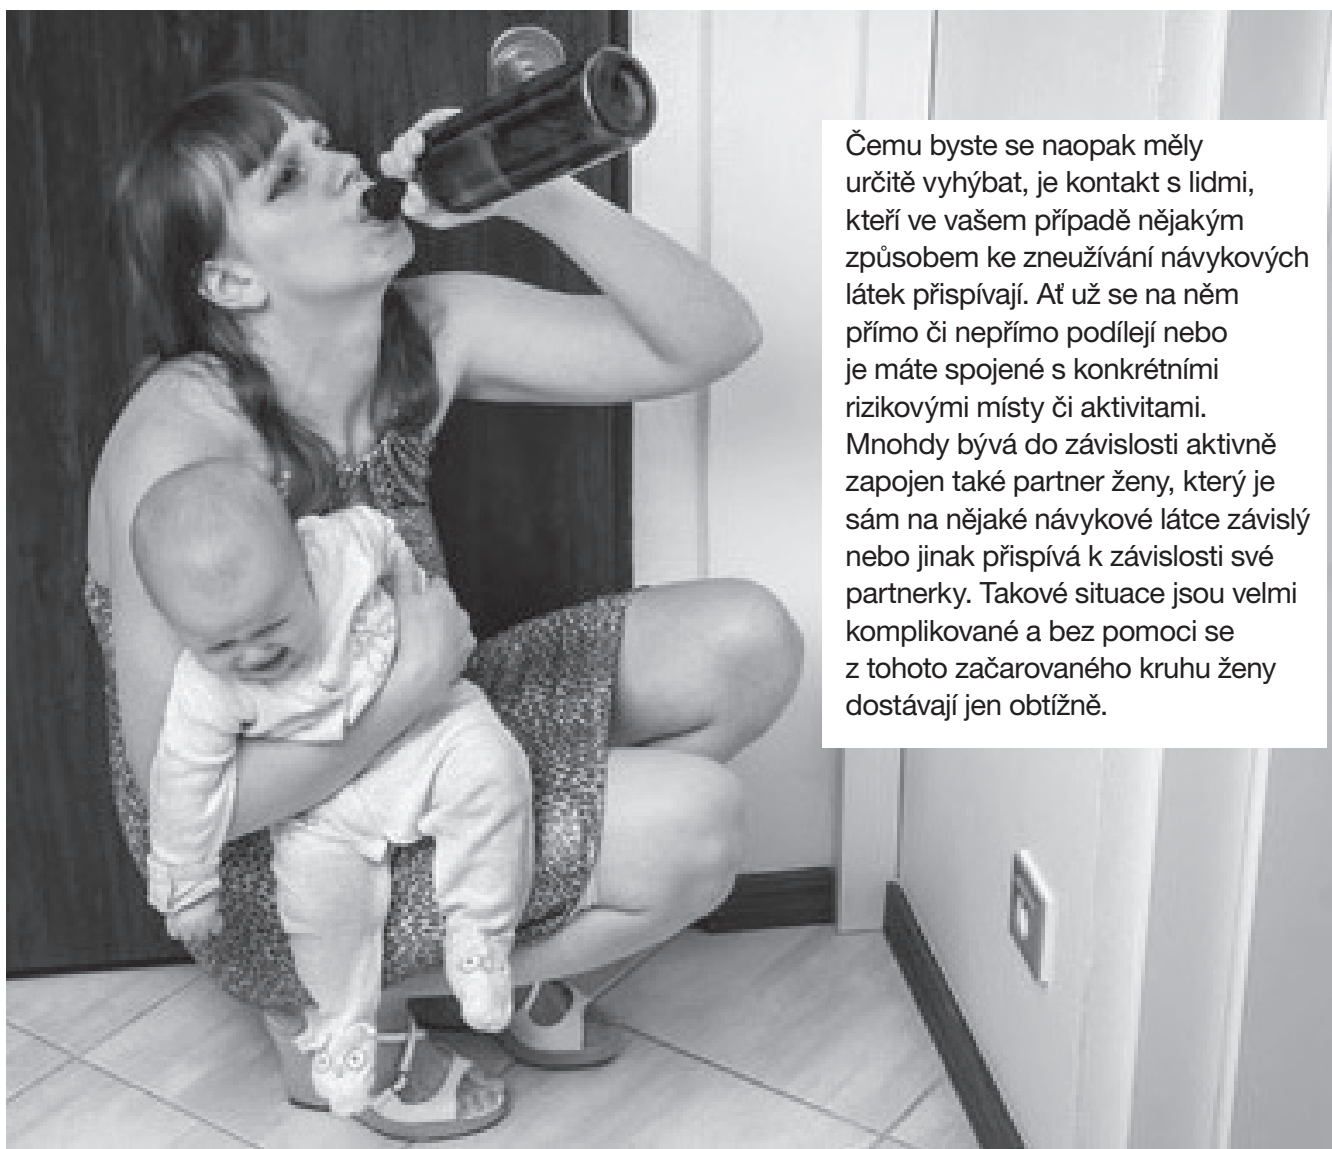 Čemu byste se naopak měly
určitě vyhýbat, je kontakt s lidmi,
kteří ve vašem případě nějakým
způsobem ke zneužívání návykových
látek přispívají. Ať už se na něm
přímo či nepřímo podílejí nebo
je máte spojené s konkrétními
rizikovými místy či aktivitami.
Mnohdy bývá do závislosti aktivně
zapojen také partner ženy, který je
sám na nějaké návykové látce závislý
nebo jinak přispívá k závislosti své
partnerky. Takové situace jsou velmi
komplikované a bez pomoci se
z tohoto začarovaného kruhu ženy
dostávají jen obtížně.